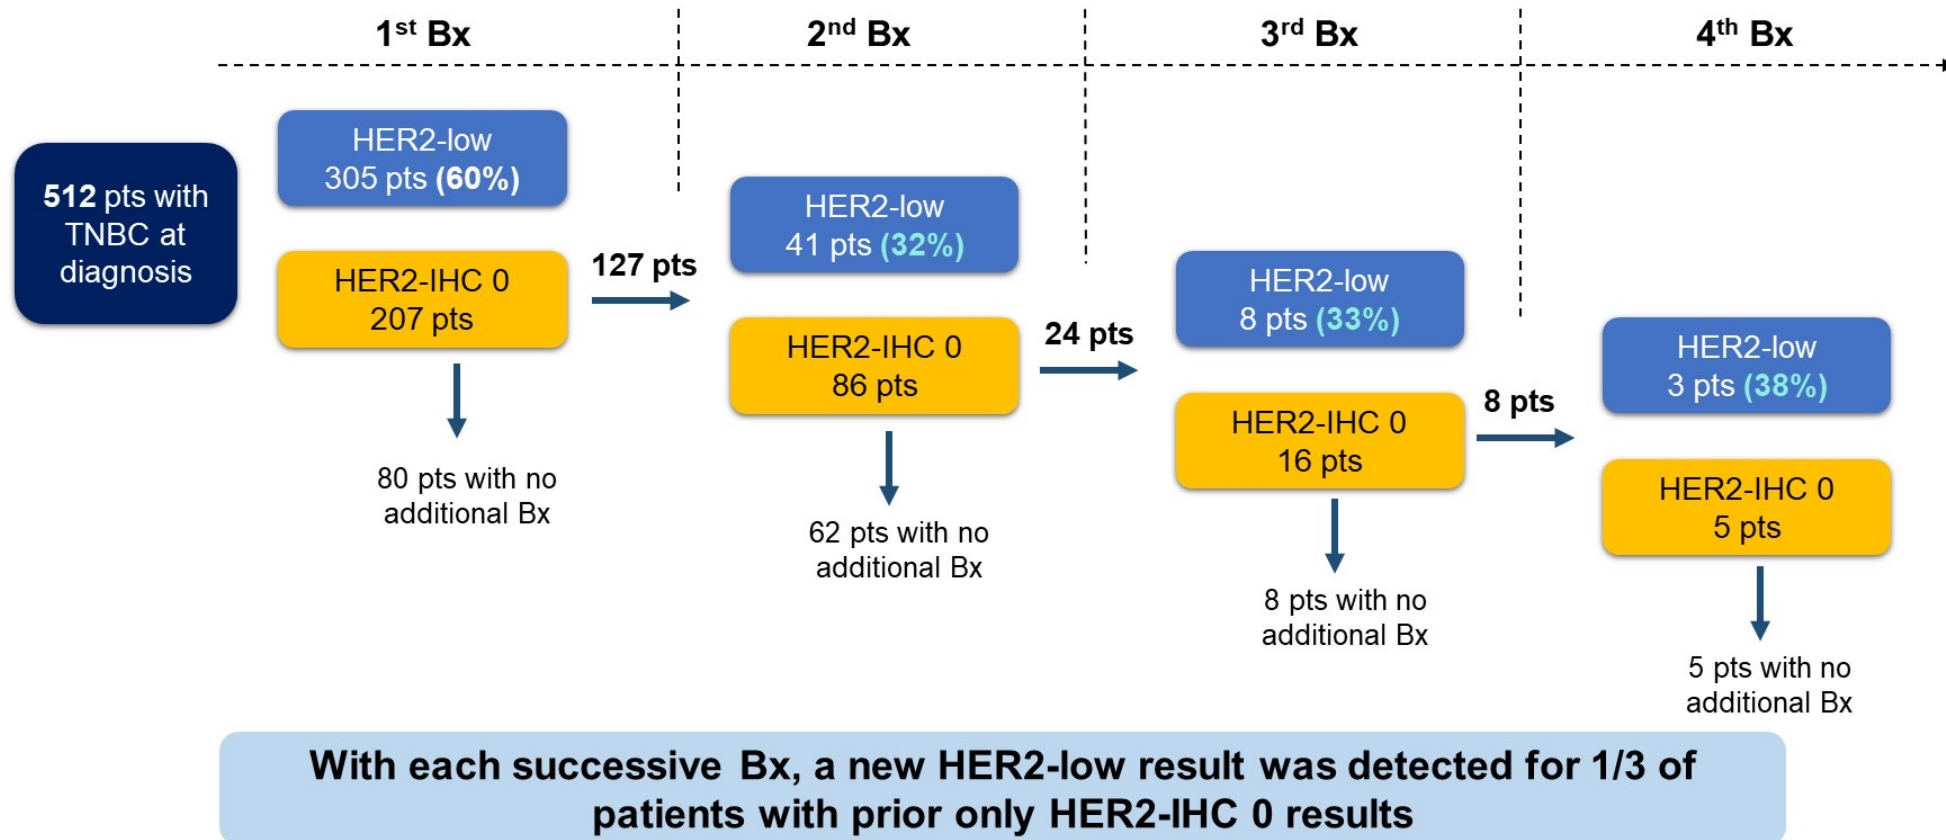 1st Bx
2nd Bx
3rd Bx
4th Bx
512 pts with
TNBC at
diagnosis
HER2-low
305 pts (60%)
HER2-IHC 0
207 pts
80 pts with no
additional Bx
127 pts
HER2-low
41 pts (32%)
HER2-IHC 0
86 pts
62 pts with no
additional Bx
24 pts
HER2-low
8 pts (33%)
HER2-IHC 0
16 pts
8 pts with no
additional Bx
8 pts
HER2-low
3 pts (38%)
HER2-IHC 0
5 pts
5 pts with no
additional Bx
With each successive Bx, a new HER2-low result was detected for 1/3 of
patients with prior only HER2-IHC 0 results